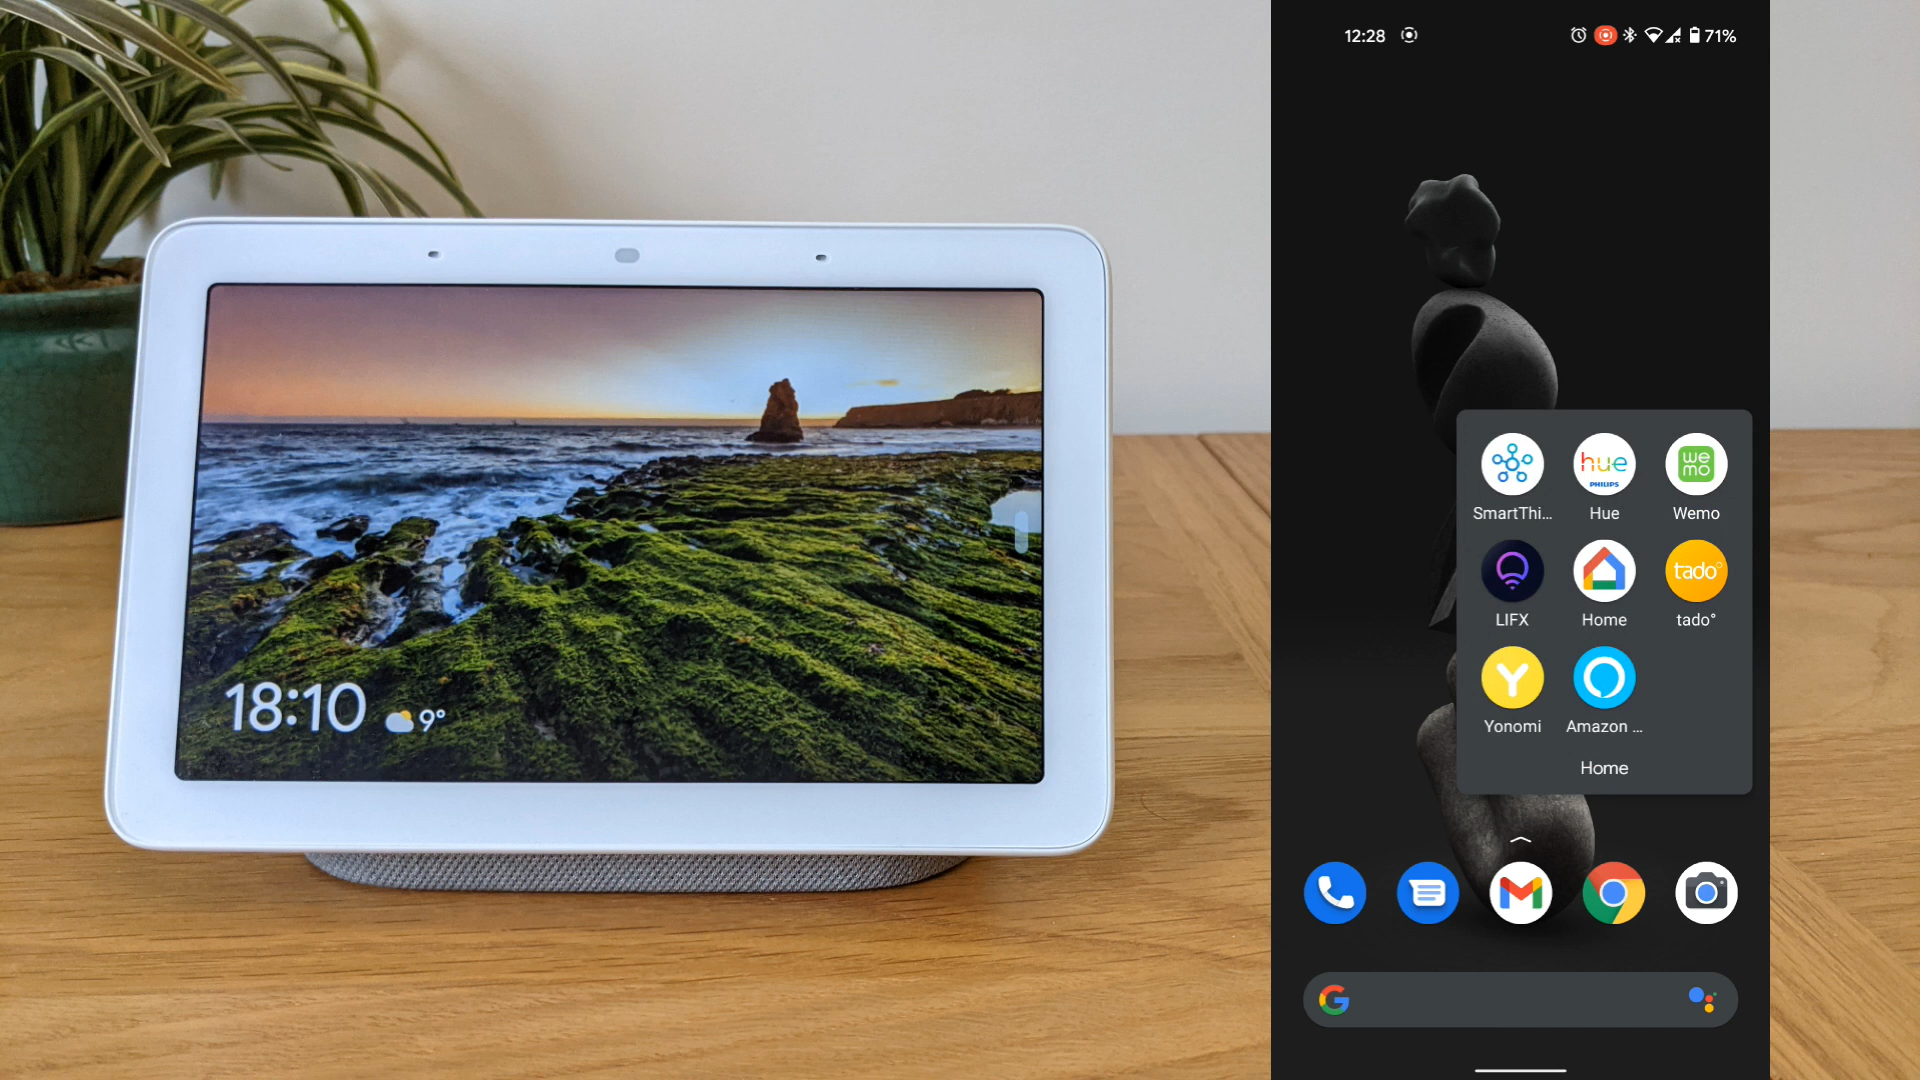 18:10
9°
12:28
71%
hue
PHILIPS
we
mo
SmartThi...
Hue
Wemo
tado°
LIFX
Home
tado°
Yonomi
Amazon ...
Home